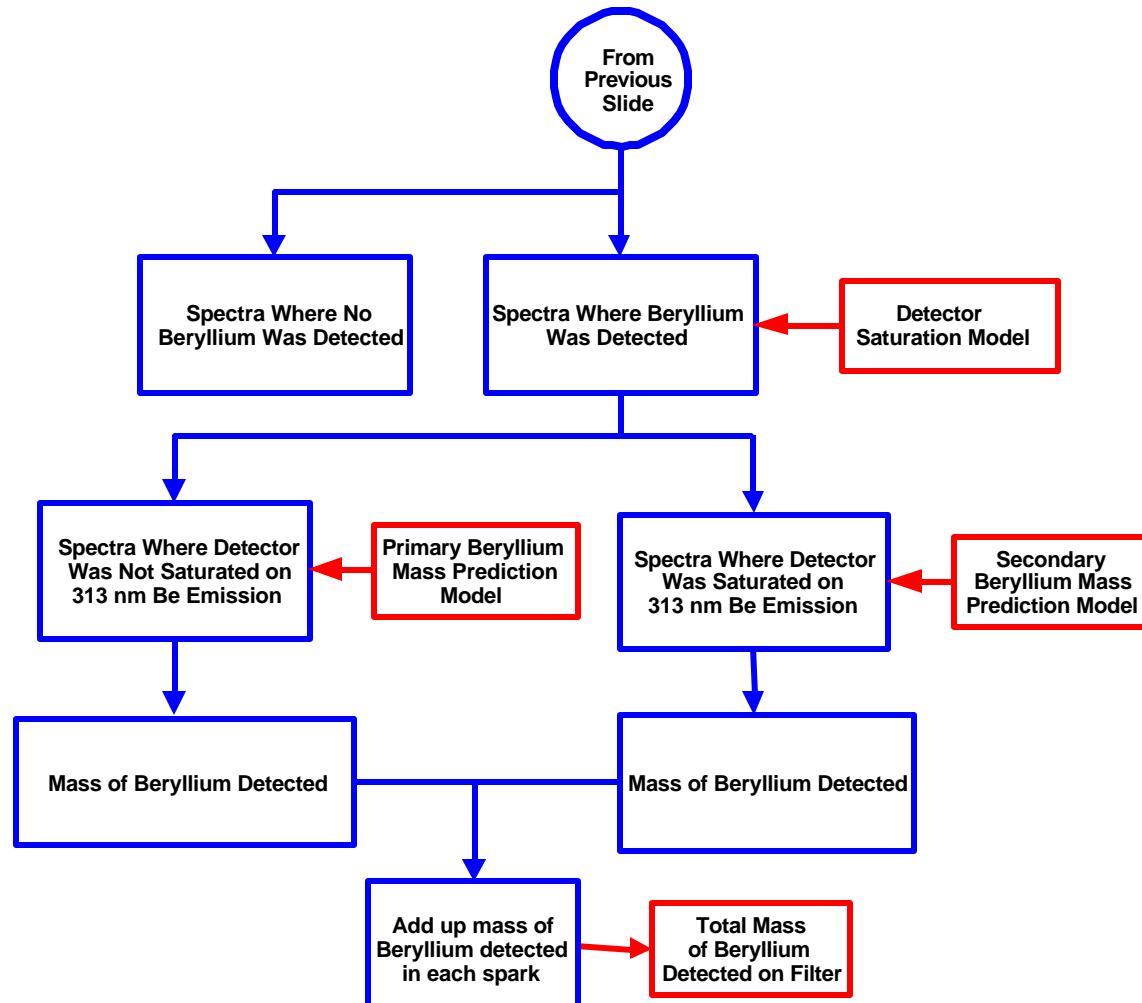 From
Previous
Slide
Spectra Where No
Beryllium Was Detected
Spectra Where Beryllium
Was Detected
Detector
Saturation Model
Spectra Where Detector
Was Not Saturated on
313 nm Be Emission
Primary Beryllium
Mass Prediction
Model
Spectra Where Detector
Was Saturated on
313 nm Be Emission
Secondary
Beryllium Mass
Prediction Model
Mass of Beryllium Detected
Mass of Beryllium Detected
Add up mass of
Beryllium detected
in each spark
Total Mass
of Beryllium
Detected on Filter